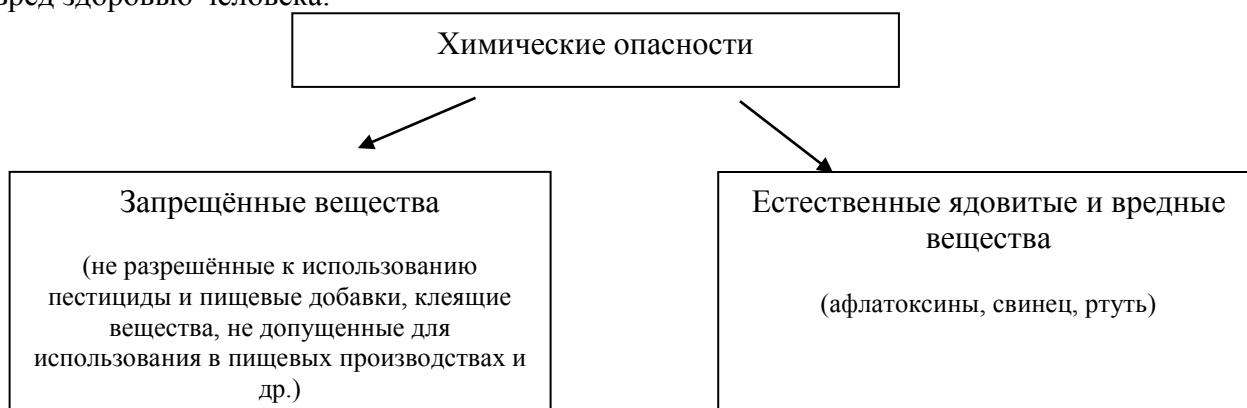 вред здоровью человека.
Химические опасности
Запрещённые вещества
(не разрешённые к использованию
пестициды и пищевые добавки, клеящие
вещества, не допущенные для
использования в пищевых производствах и
др.)
Естественные ядовитые и вредные
вещества
(афлатоксины, свинец, ртуть)